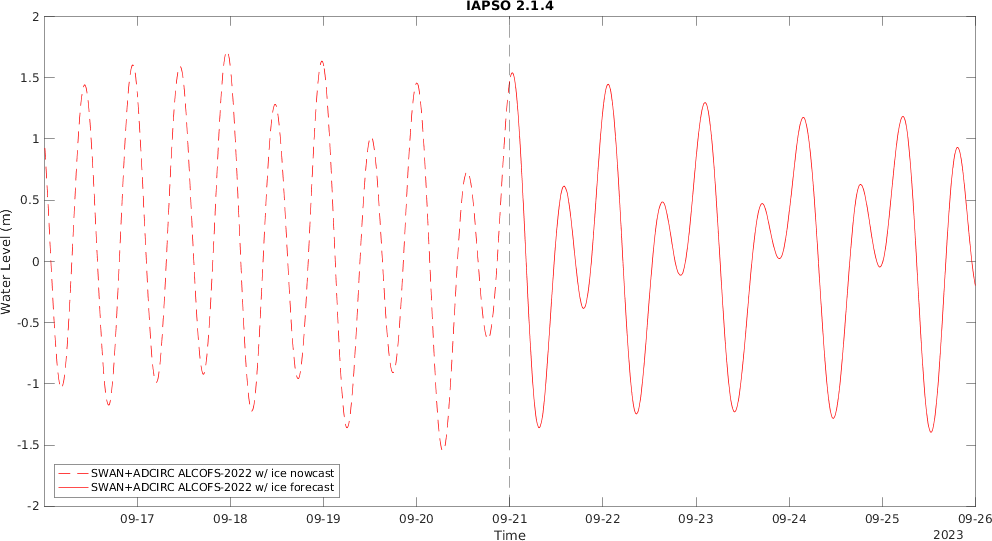 IAPSO 2.1.4
2
1.5
1
0.5
0
-0.5
-1
-1.5
-2
Water Level (m)
SWAN+ADCIRC ALCOFS-2022 w/ ice nowcast
SWAN+ADCIRC ALCOFS-2022 w/ ice forecast
09-17 09-18 09-19 09-20 09-21 09-22 09-23 09-24 09-25 09-26
Time
2023